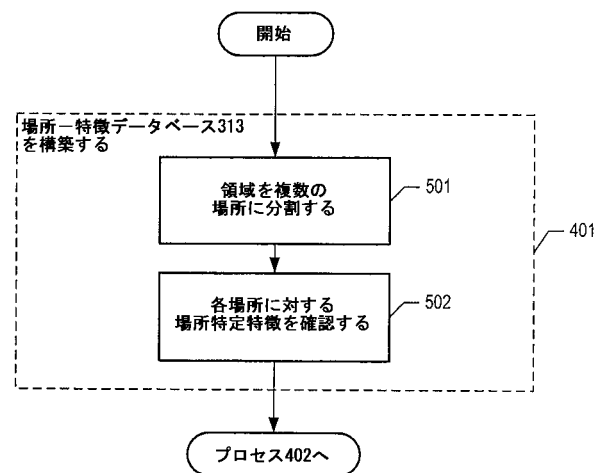 開始
場所－特徴データベース313
を構築する
領域を複数の
場所に分割する
501
各場所に対する
場所特定特徴を確認する
502
401
プロセス402へ